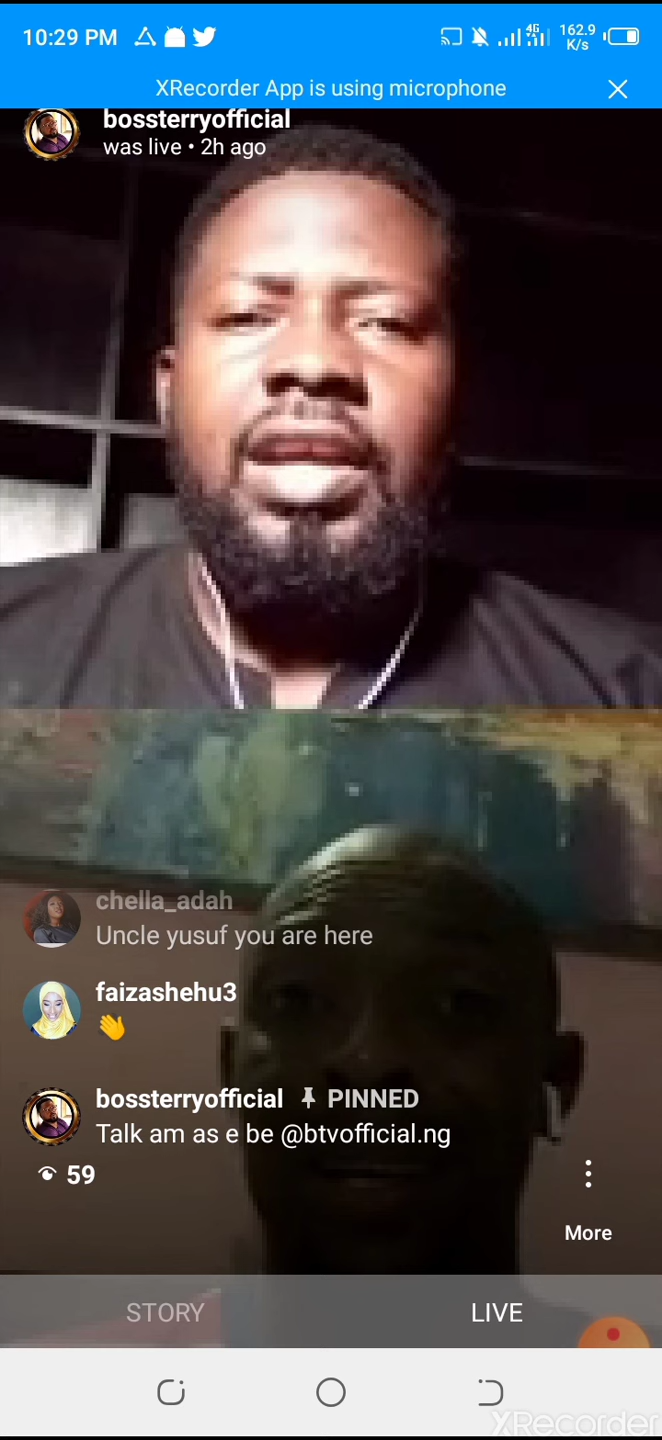 10:29 PM
4G
162.9
K/s
XRecorder App is using microphone
bossterryofficial
was live • 2h ago
chella_adah
Uncle yusuf you are here
faizashehu3
👋
bossterryofficial PINNED
Talk am as e be @btvofficial.ng
59
More
STORY
LIVE
XRecorder